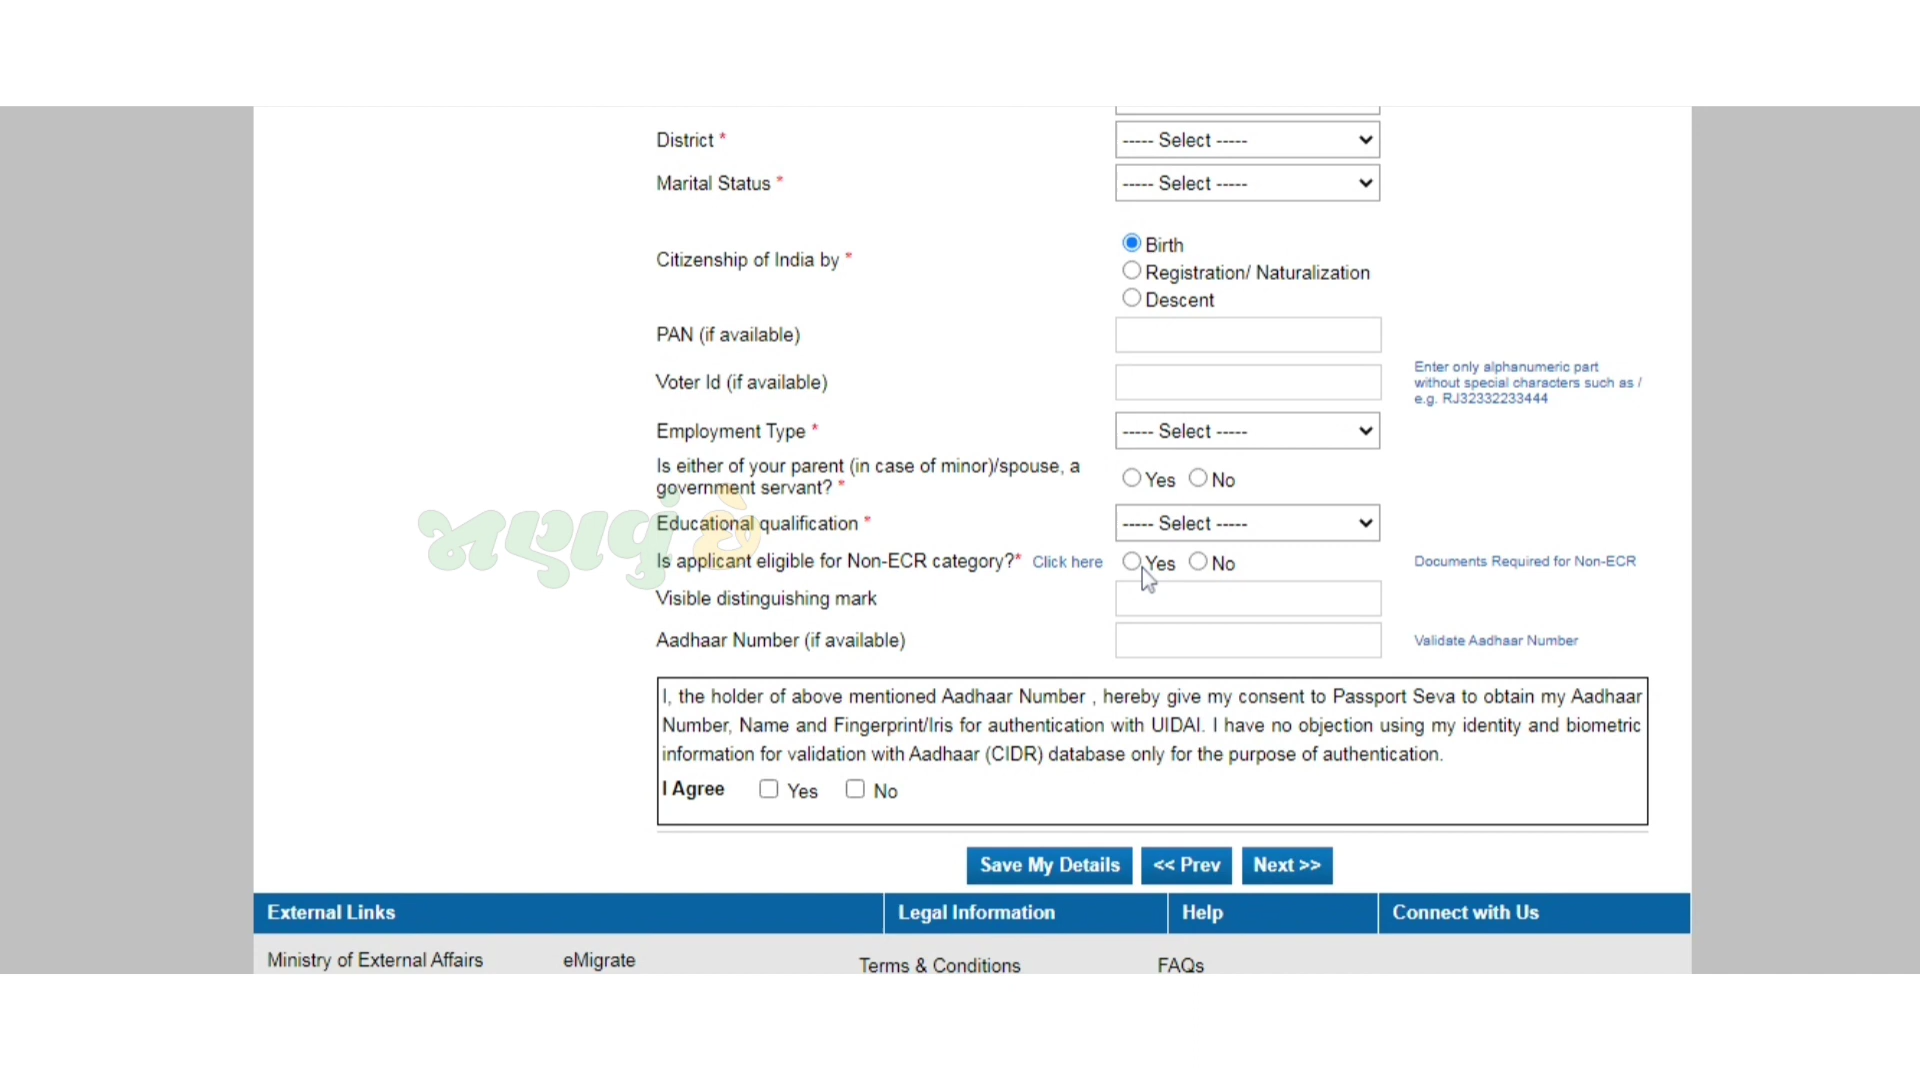 District *
----- Select -----
Marital Status *
----- Select -----
Citizenship of India by *
Birth
Registration/ Naturalization
Descent
PAN (if available)
Voter Id (if available)
Enter only alphanumeric part
without special characters such as /
e.g. RJ32332233444
Employment Type *
----- Select -----
Is either of your parent (in case of minor)/spouse, a
government servant? *
Yes No
Educational qualification *
----- Select -----
Is applicant eligible for Non-ECR category?* Click here
Yes No
Documents Required for Non-ECR
Visible distinguishing mark
Aadhaar Number (if available)
Validate Aadhaar Number
ભણવું છે
I, the holder of above mentioned Aadhaar Number , hereby give my consent to Passport Seva to obtain my Aadhaar
Number, Name and Fingerprint/Iris for authentication with UIDAI. I have no objection using my identity and biometric
information for validation with Aadhaar (CIDR) database only for the purpose of authentication.
I Agree Yes No
Save My Details << Prev Next >>
External Links Legal Information Help Connect with Us
Ministry of External Affairs eMigrate Terms & Conditions FAQs